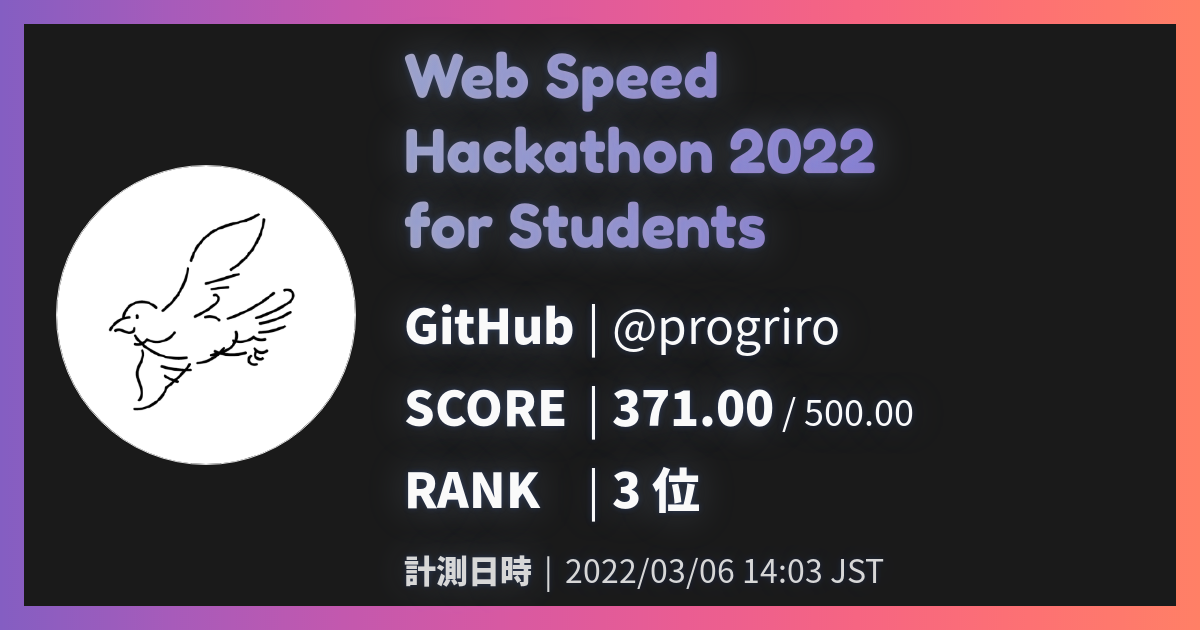 Web Speed
Hackathon 2022
for Students
GitHub | @progriro
SCORE | 371.00 / 500.00
RANK | 3 位
計測日時 | 2022/03/06 14:03 JST